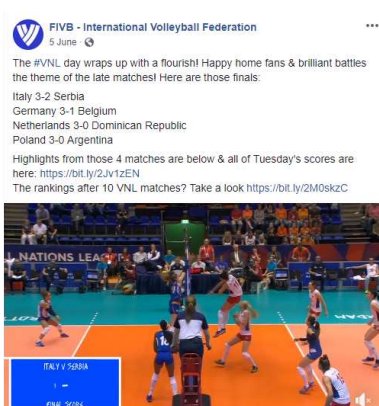 FIVB - International Volleyball Federation
5 June ·
The #VNL day wraps up with a flourish! Happy home fans & brilliant battles
the theme of the late matches! Here are those finals:
Italy 3-2 Serbia
Germany 3-1 Belgium
Netherlands 3-0 Dominican Republic
Poland 3-0 Argentina
Highlights from those 4 matches are below & all of Tuesday's scores are
here: https://bit.ly/2Jv1zEN
The rankings after 10 VNL matches? Take a look https://bit.ly/2M0skzC
NATIONS LEAG
ITALY V SERBIA
FINAL SCORE